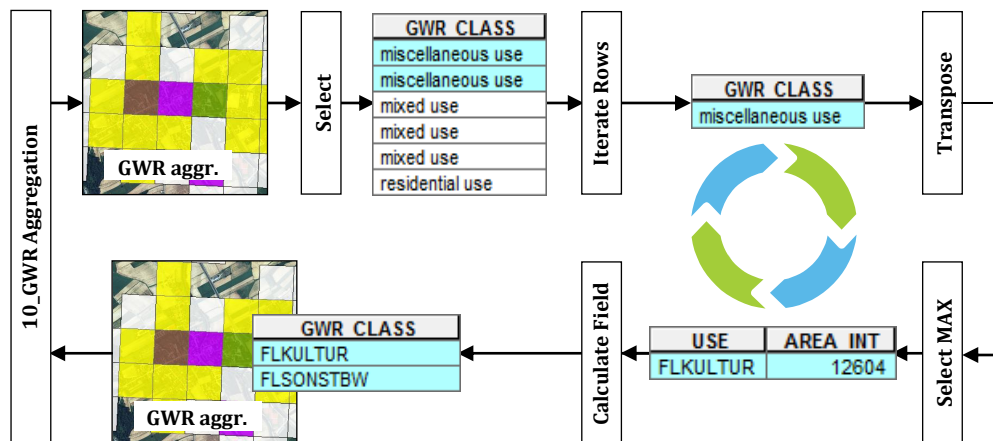 10_GWR Aggregation
GWR aggr.
Select
GWR CLASS
miscellaneous use
miscellaneous use
mixed use
mixed use
mixed use
residential use
Iterate Rows
GWR CLASS
miscellaneous use
Transpose
Select MAX
USE AREA INT
FLKULTUR 12604
Calculate Field
GWR CLASS
FLKULTUR
FLSONSTBW
GWR aggr.